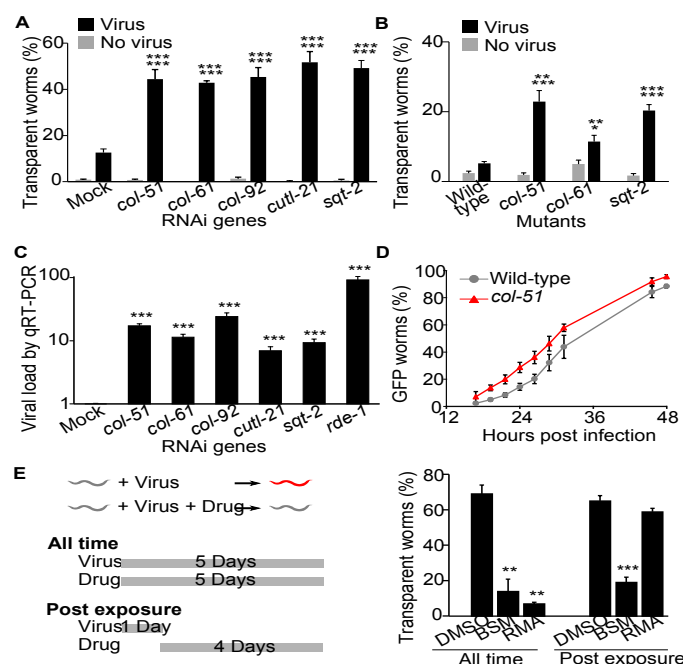 A
Virus
No virus
Transparent worms (%)
60
40
20
0
*** *** *** *** ***
*** *** *** *** ***
Mock col-51 col-61 col-92 cutl-21 sqt-2
RNAi genes
B
Virus
No virus
Transparent worms (%)
40
20
0
** ** ***
*** * ***
Wild-type col-51 col-61 sqt-2
Mutants
C
Viral load by qRT-PCR
100
10
1
*** *** *** *** *** ***
Mock col-51 col-61 col-92 cutl-21 sqt-2 rde-1
RNAi genes
D
Wild-type
col-51
GFP worms (%)
100
80
60
40
20
0
12 24 36 48
Hours post infection
E
+ Virus
+ Virus + Drug
All time
Virus 5 Days
Drug 5 Days
Post exposure
Virus 1 Day
Drug 4 Days
Transparent worms (%)
80
60
40
20
0
** ** ***
DMSO BSM RMA DMSO BSM RMA
All time Post exposure